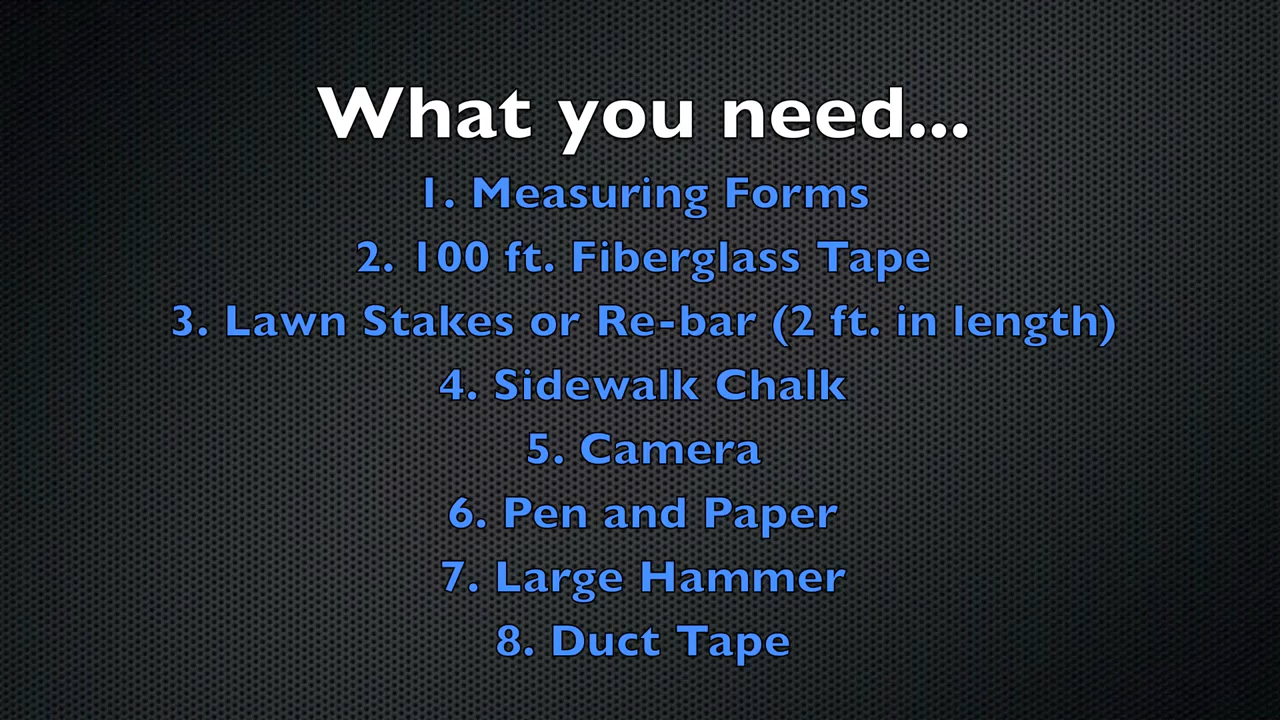 What you need...
1. Measuring Forms
2. 100 ft. Fiberglass Tape
3. Lawn Stakes or Re-bar (2 ft. in length)
4. Sidewalk Chalk
5. Camera
6. Pen and Paper
7. Large Hammer
8. Duct Tape